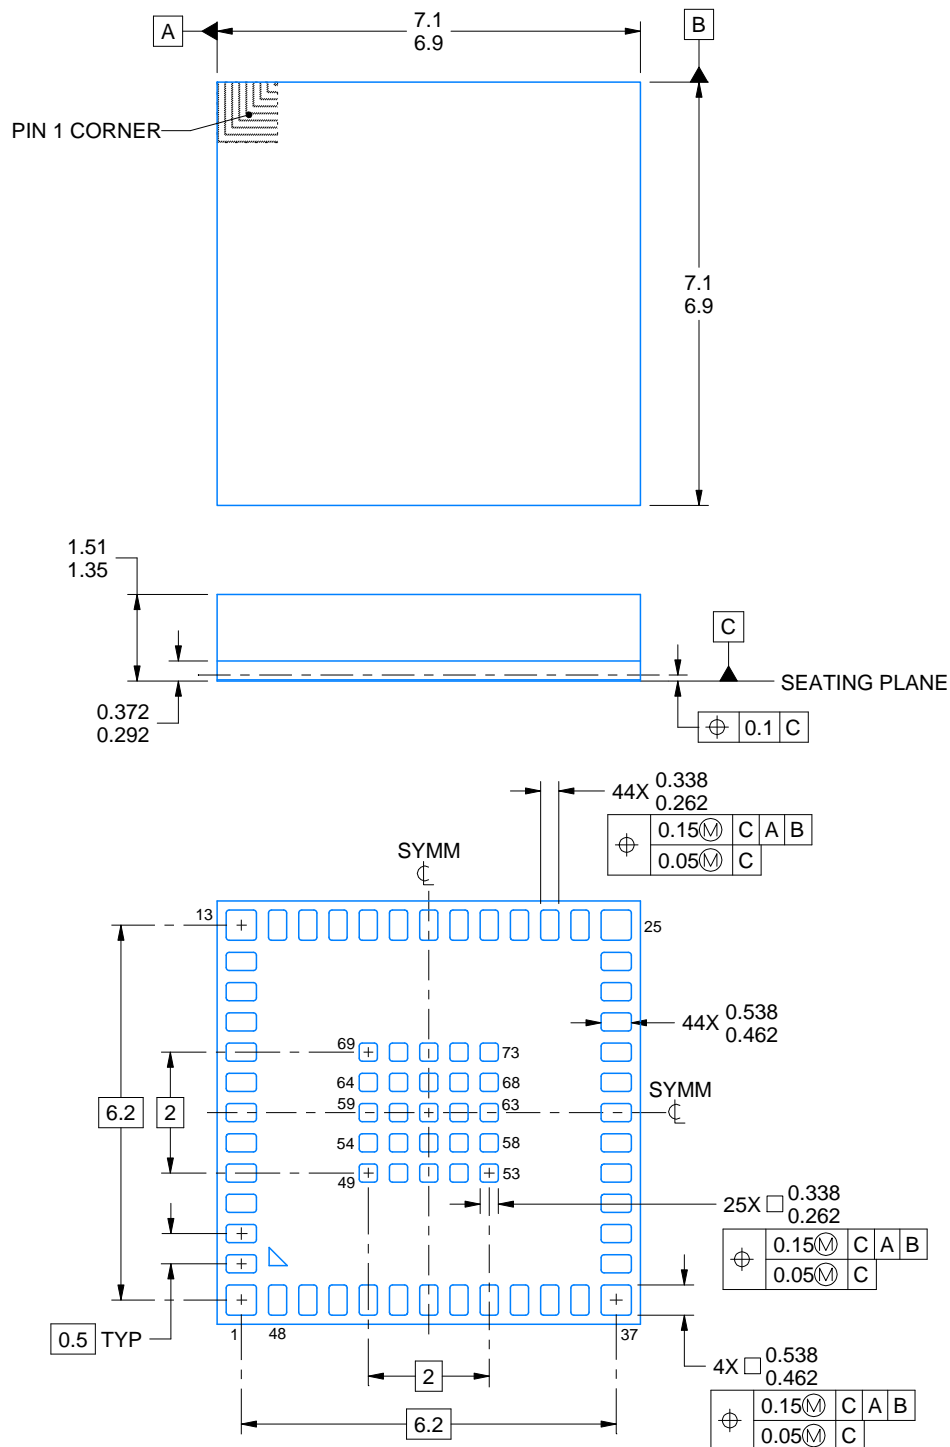 A
7.1
6.9
B
PIN 1 CORNER
7.1
6.9
1.51
1.35
C
SEATING PLANE
0.372
0.292
⌖ 0.1 C
44X 0.338
0.262
⌖ 0.15Ⓜ C A B
0.05Ⓜ C
SYMM
℄
13
25
44X 0.538
0.462
69
73
64
68
59
63
SYMM
℄
6.2
2
54
58
49
53
25X □ 0.338
0.262
⌖ 0.15Ⓜ C A B
0.05Ⓜ C
0.5 TYP
1
48
37
2
4X □ 0.538
0.462
6.2
⌖ 0.15Ⓜ C A B
0.05Ⓜ C